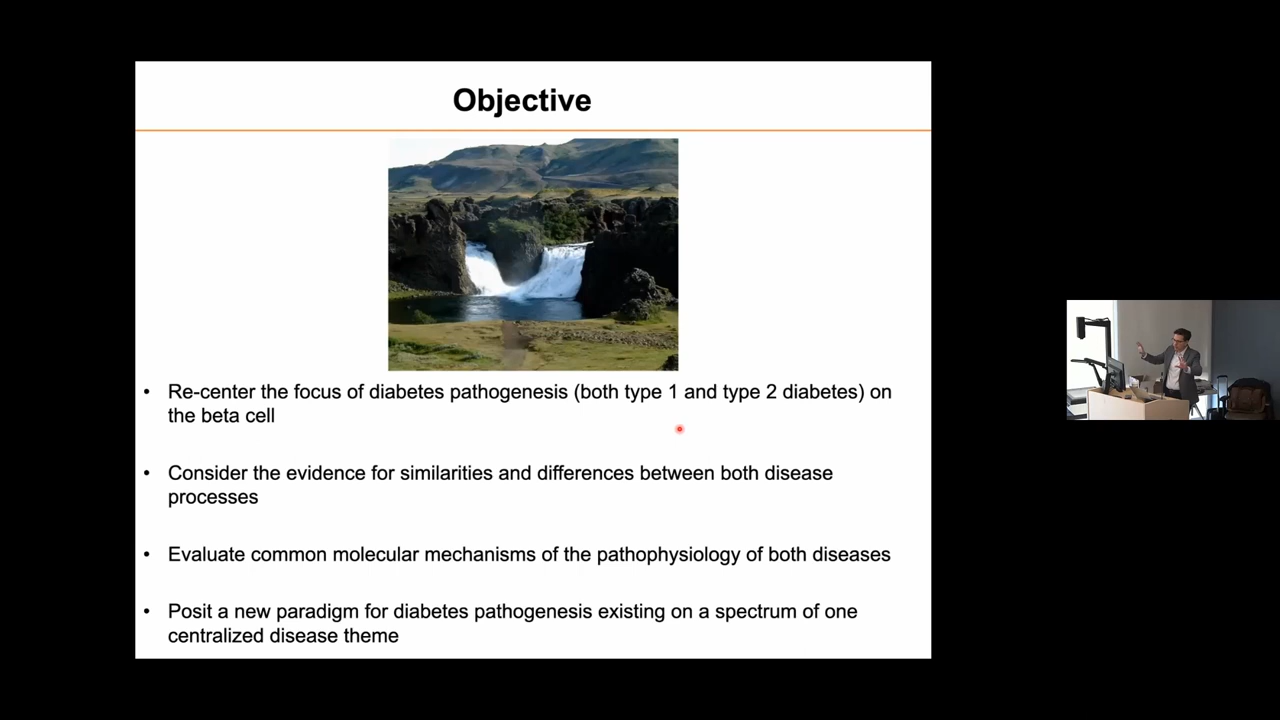 Objective
• Re-center the focus of diabetes pathogenesis (both type 1 and type 2 diabetes) on
the beta cell
• Consider the evidence for similarities and differences between both disease
processes
• Evaluate common molecular mechanisms of the pathophysiology of both diseases
• Posit a new paradigm for diabetes pathogenesis existing on a spectrum of one
centralized disease theme